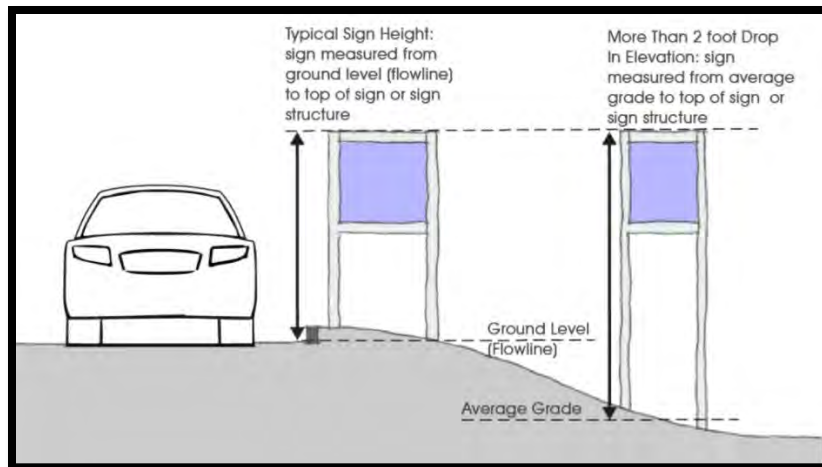 Typical Sign Height:
sign measured from
ground level (flowline)
to top of sign or sign
structure
More Than 2 foot Drop
In Elevation: sign
measured from average
grade to top of sign or
sign structure
Ground Level
(Flowline)
Average Grade